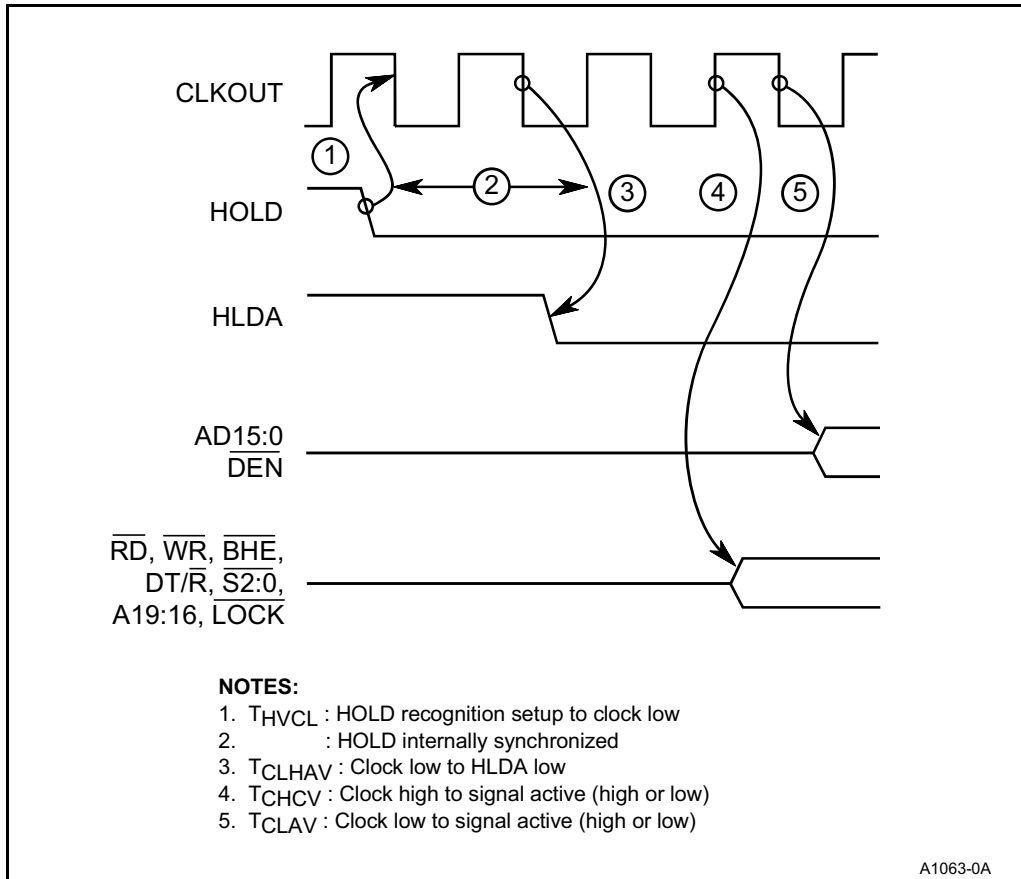 CLKOUT
1
2
3
4
5
HOLD
HLDA
AD15:0
DEN
RD, WR, BHE,
DT/R, S2:0,
A19:16, LOCK
NOTES:
1. THVCL : HOLD recognition setup to clock low
2. : HOLD internally synchronized
3. TCLHAV : Clock low to HLDA low
4. TCHCV : Clock high to signal active (high or low)
5. TCLAV : Clock low to signal active (high or low)
A1063-0A